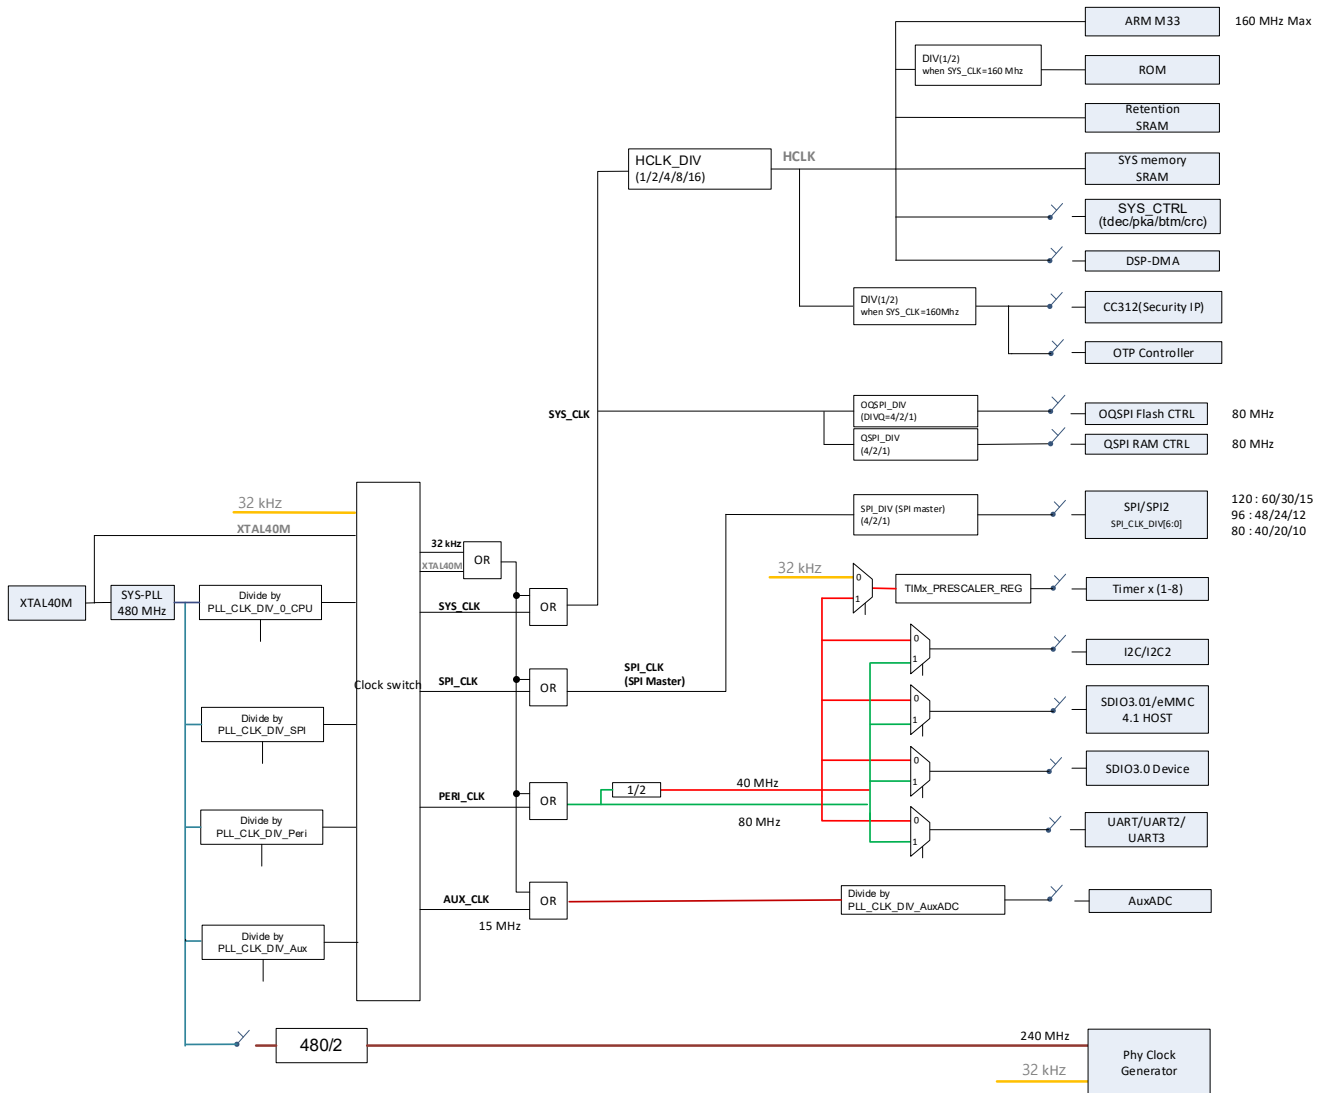 ARM M33
160 MHz Max
DIV(1/2)
when SYS_CLK=160 Mhz
ROM
Retention
SRAM
HCLK_DIV
(1/2/4/8/16)
HCLK
SYS memory
SRAM
SYS_CTRL
(tdec/pka/btm/crc)
DSP-DMA
DIV(1/2)
when SYS_CLK=160Mhz
CC312(Security IP)
OTP Controller
SYS_CLK
OQSPI_DIV
(DIVQ=4/2/1)
OQSPI Flash CTRL
80 MHz
QSPI_DIV
(4/2/1)
QSPI RAM CTRL
80 MHz
32 kHz
XTAL40M
SPI_DIV (SPI master)
(4/2/1)
SPI/SPI2
SPI_CLK_DIV[6:0]
120 : 60/30/15
96 : 48/24/12
80 : 40/20/10
32 kHz
XTAL40M
OR
32 kHz
0
1
TIMx_PRESCALER_REG
Timer x (1-8)
XTAL40M
SYS-PLL
480 MHz
Divide by
PLL_CLK_DIV_0_CPU
SYS_CLK
OR
0
1
I2C/I2C2
Clock switch
SPI_CLK
OR
SPI_CLK
(SPI Master)
0
1
SDIO3.01/eMMC
4.1 HOST
Divide by
PLL_CLK_DIV_SPI
0
1
SDIO3.0 Device
PERI_CLK
OR
1/2
40 MHz
80 MHz
0
1
UART/UART2/
UART3
Divide by
PLL_CLK_DIV_Peri
AUX_CLK
15 MHz
OR
Divide by
PLL_CLK_DIV_AuxADC
AuxADC
Divide by
PLL_CLK_DIV_Aux
480/2
240 MHz
32 kHz
Phy Clock
Generator